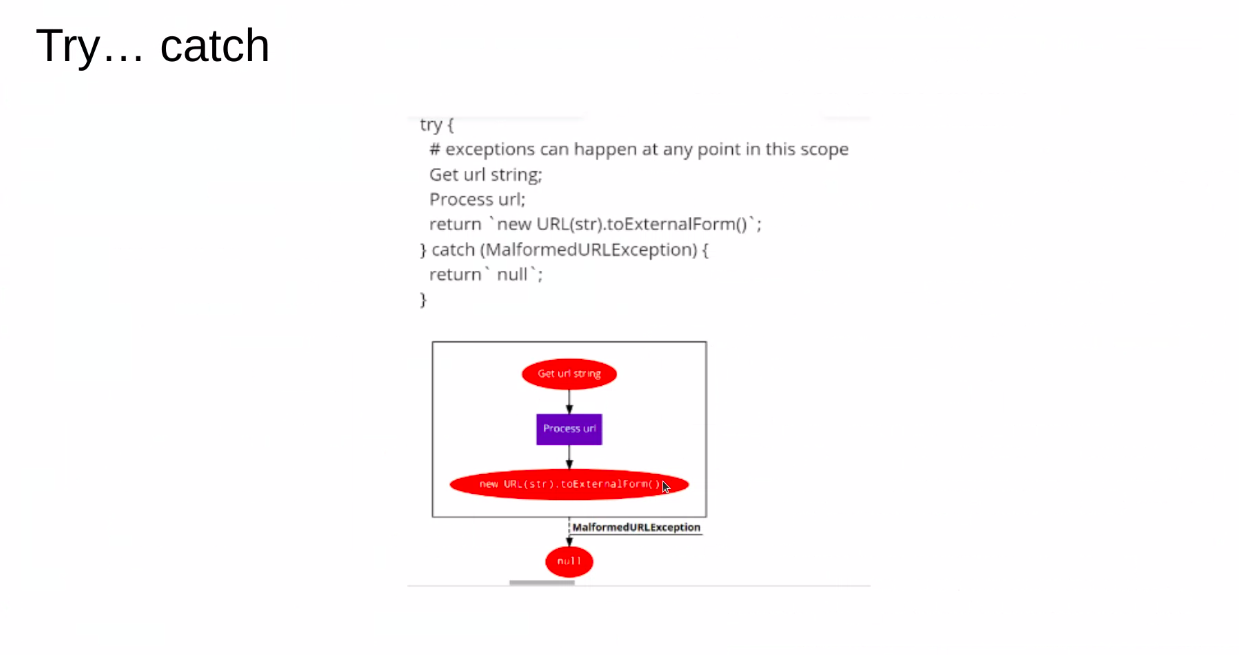 Try… catch
try {
# exceptions can happen at any point in this scope
Get url string;
Process url;
return `new URL(str).toExternalForm()`;
} catch (MalformedURLException) {
return` null`;
}
Get url string
Process url
new URL(str).toExternalForm()
MalformedURLException
null